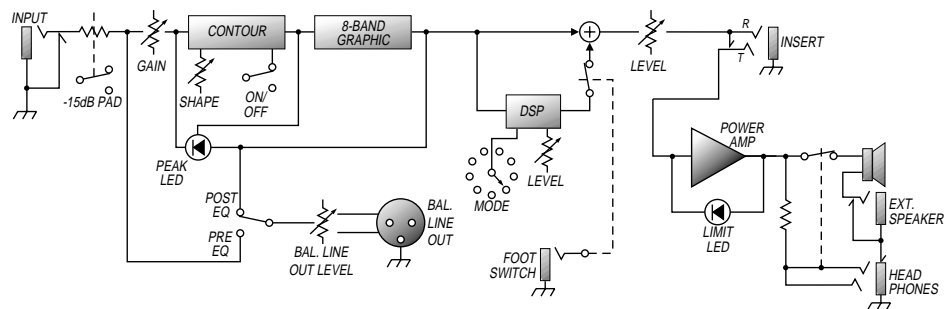 INPUT
-15dB PAD
GAIN
CONTOUR
SHAPE
ON/
OFF
8-BAND
GRAPHIC
PEAK
LED
POST
EQ
PRE
EQ
BAL. LINE
OUT LEVEL
BAL.
LINE
OUT
DSP
MODE
LEVEL
FOOT
SWITCH
LEVEL
R
T
INSERT
POWER
AMP
LIMIT
LED
EXT.
SPEAKER
HEAD
PHONES